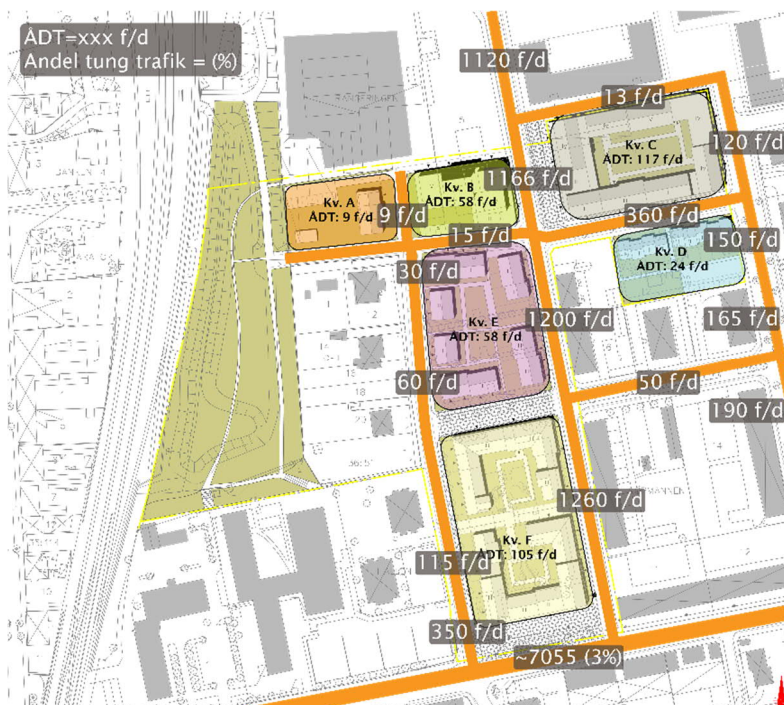 ÅDT=xxx f/d
Andel tung trafik = (%)
1120 f/d
13 f/d
Kv. C
ÅDT: 117 f/d
120 f/d
Kv. B
ÅDT: 58 f/d
1166 f/d
Kv. A
ÅDT: 9 f/d
9 f/d
360 f/d
15 f/d
Kv. D
ÅDT: 24 f/d
150 f/d
30 f/d
Kv. E
ÅDT: 58 f/d
1200 f/d
165 f/d
60 f/d
50 f/d
190 f/d
1260 f/d
Kv. F
ÅDT: 105 f/d
115 f/d
350 f/d
~7055 (3%)